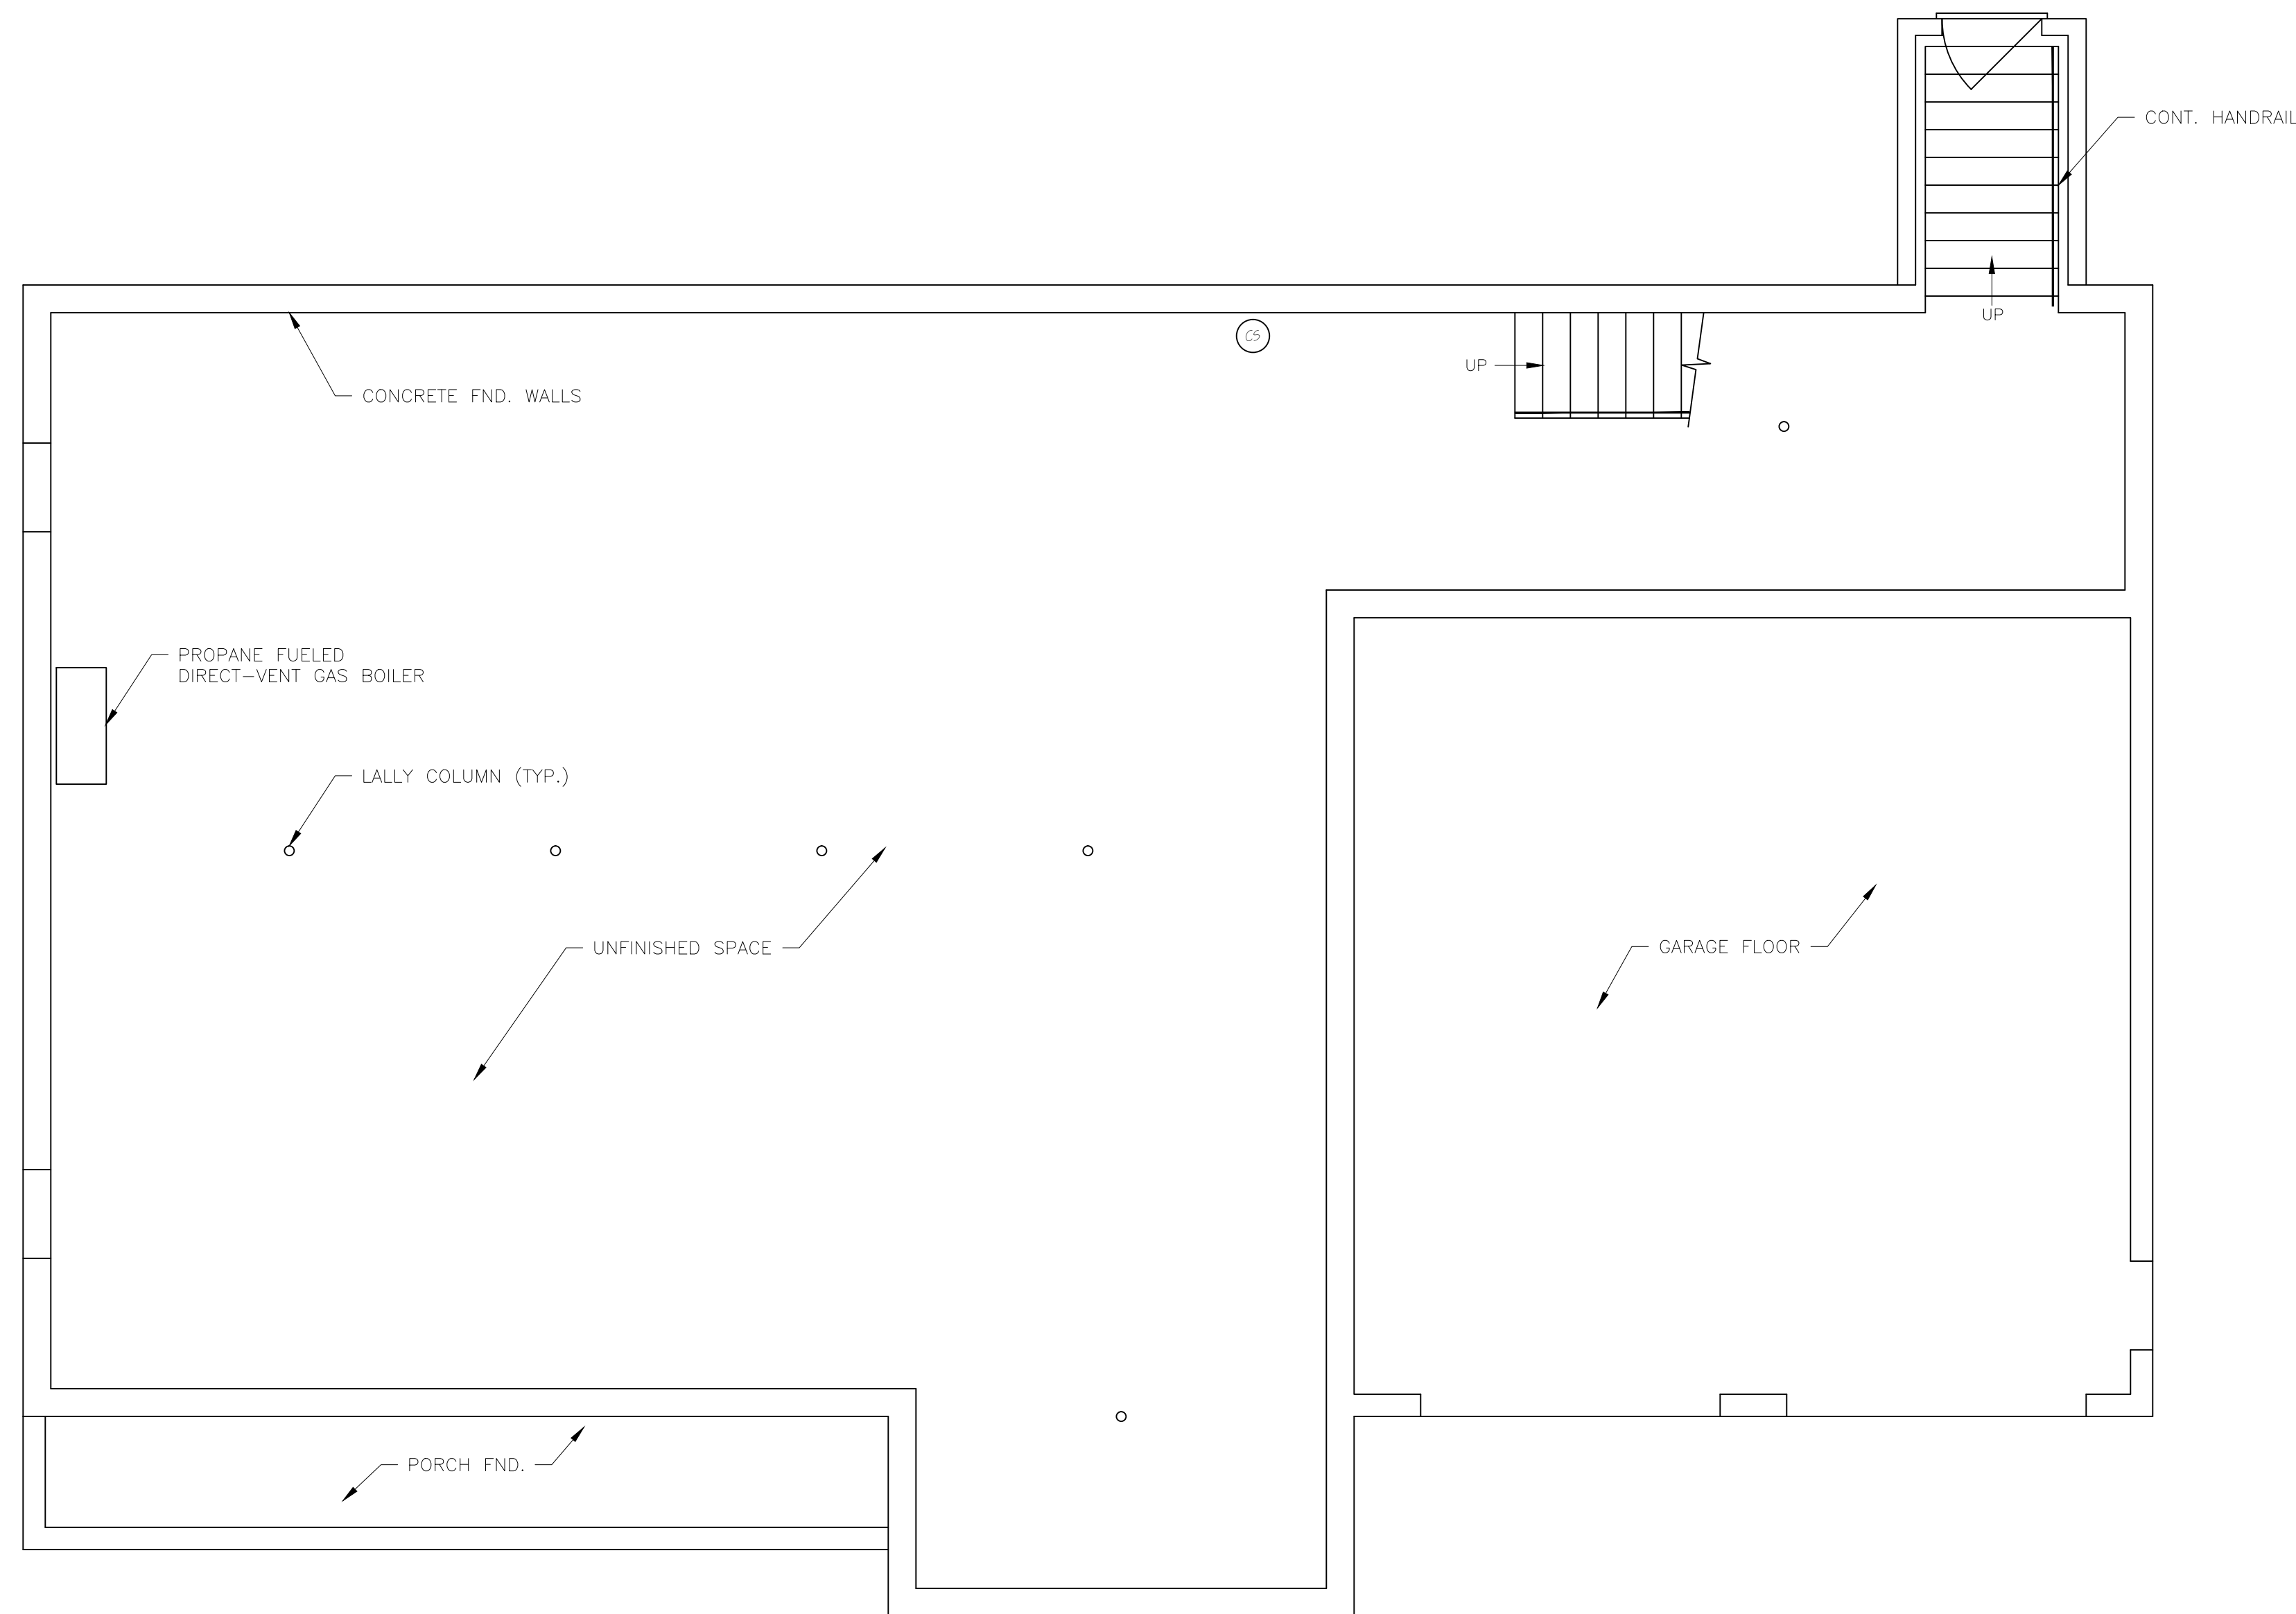 CONT. HANDRAIL
UP
CS
UP
CONCRETE FND. WALLS
PROPANE FUELED
DIRECT-VENT GAS BOILER
LALLY COLUMN (TYP.)
UNFINISHED SPACE
GARAGE FLOOR
PORCH FND.